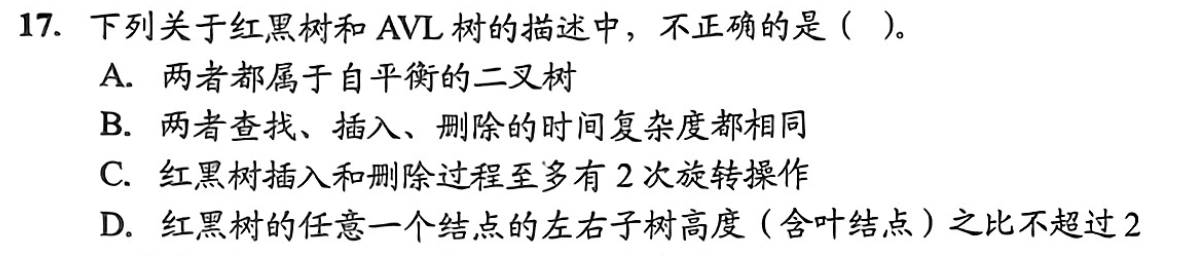 17. 下列关于红黑树和 AVL 树的描述中，不正确的是（ ）。
A. 两者都属于自平衡的二叉树
B. 两者查找、插入、删除的时间复杂度都相同
C. 红黑树插入和删除过程至多有 2 次旋转操作
D. 红黑树的任意一个结点的左右子树高度（含叶结点）之比不超过 2